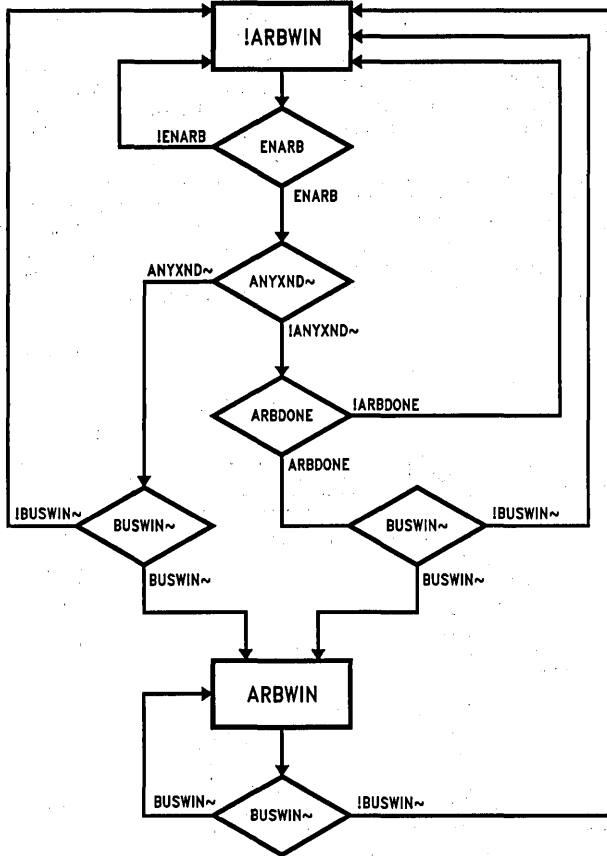 !ARBWIN
!ENARB
ENARB
ENARB
ANYXND~
ANYXND~
!ANYXND~
ARBDONE
!ARBDONE
ARBDONE
!BUSWIN~
BUSWIN~
BUSWIN~
!BUSWIN~
BUSWIN~
BUSWIN~
ARBWIN
BUSWIN~
BUSWIN~
!BUSWIN~